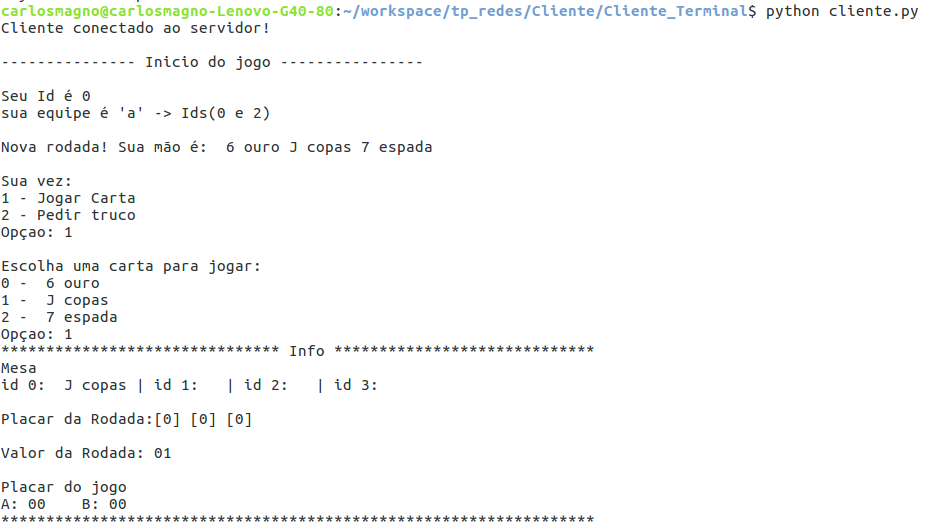 carlosmagno@carlosmagno-Lenovo-G40-80:~/workspace/tp_redes/Cliente/Cliente_Terminal$ python cliente.py
Cliente conectado ao servidor!
--------------- Inicio do jogo ----------------
Seu Id é 0
sua equipe é 'a' -> Ids(0 e 2)
Nova rodada! Sua mão é:  6 ouro J copas 7 espada
Sua vez:
1 - Jogar Carta
2 - Pedir truco
Opçao: 1
Escolha uma carta para jogar:
0 -  6 ouro
1 -  J copas
2 -  7 espada
Opçao: 1
******************************* Info *****************************
Mesa
id 0:  J copas | id 1:   | id 2:   | id 3:
Placar da Rodada:[0] [0] [0]
Valor da Rodada: 01
Placar do jogo
A: 00    B: 00
******************************************************************